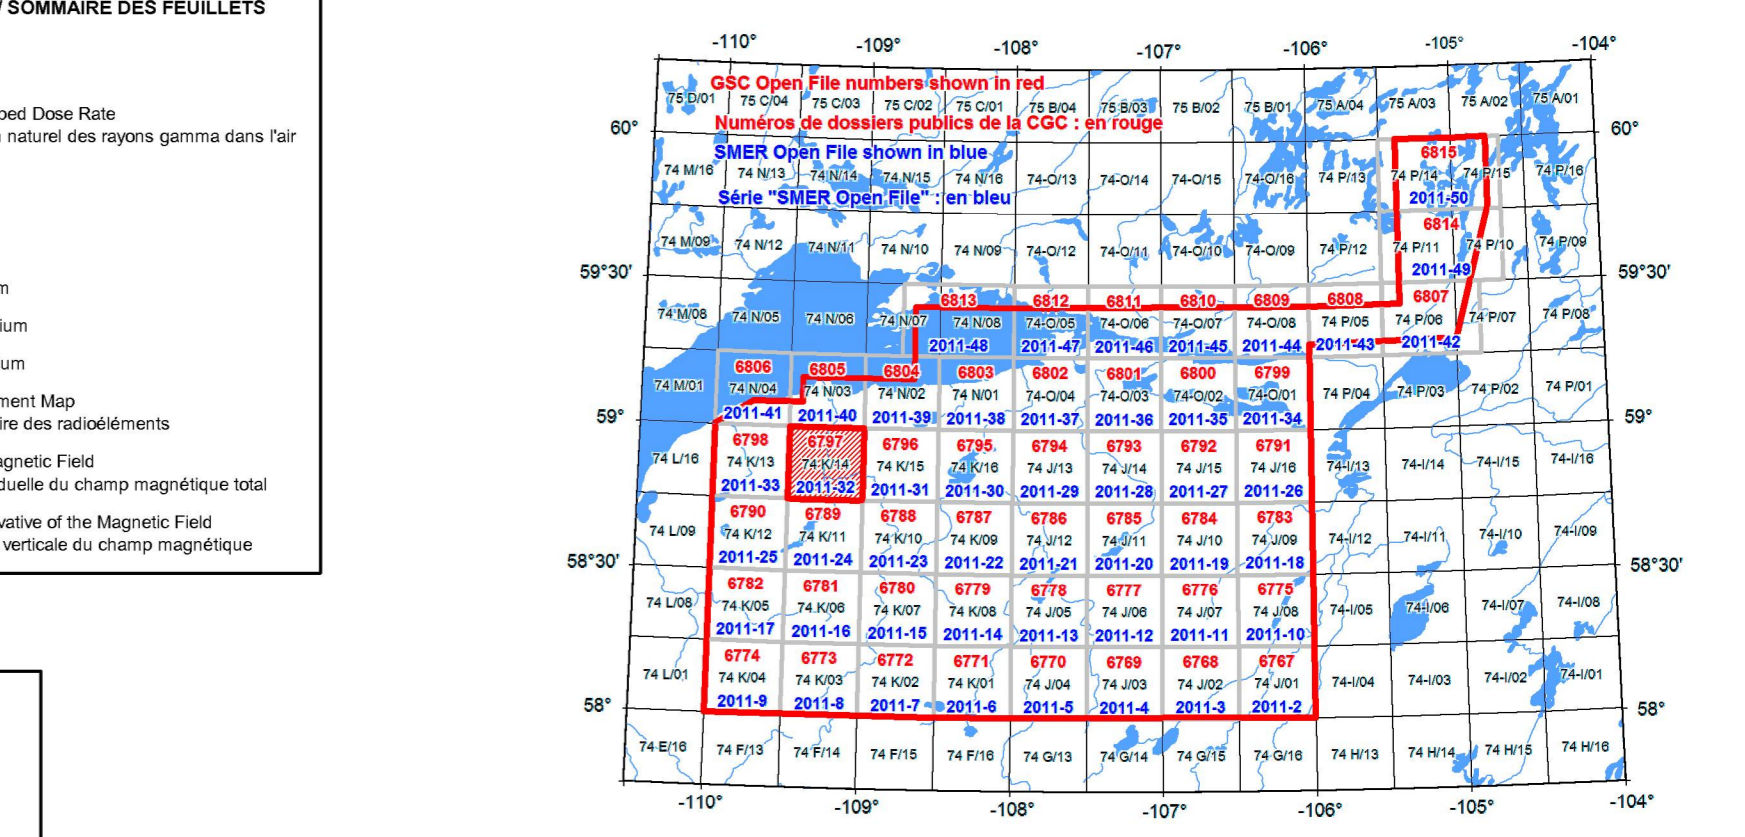 / SOMMAIRE DES FEUILLETS
ped Dose Rate
n naturel des rayons gamma dans l'air
m
ium
um
ment Map
ire des radioéléments
agnetic Field
duelle du champ magnétique total
vative of the Magnetic Field
verticale du champ magnétique
-110° -109° -108° -107° -106° -105° -104°
GSC Open File numbers shown in red
75 D/01 75 C/04 75 C/03 75 C/02 75 C/01 75 B/04 75 B/03 75 B/02 75 B/01 75 A/04 75 A/03 75 A/02 75 A/01
Numéros de dossiers publics de la CGC : en rouge
60° 60°
SMER Open File shown in blue
6815
74 M/16 74 N/13 74 N/14 74 N/15 74 N/16 74-O/13 74-O/14 74-O/15 74-O/16 74 P/13 74 P/14 74 P/15 74 P/16
Série "SMER Open File" : en bleu
2011-50
6814
74 M/09 74 N/12 74 N/11 74 N/10 74 N/09 74-O/12 74-O/11 74-O/10 74-O/09 74 P/12 74 P/11 74 P/10 74 P/09
2011-49
59°30' 59°30'
6813 6812 6811 6810 6809 6808 6807
74 M/08 74 N/05 74 N/06 74 N/07 74 N/08 74-O/05 74-O/06 74-O/07 74-O/08 74 P/05 74 P/06 74 P/07 74 P/08
2011-48 2011-47 2011-46 2011-45 2011-44 2011-43 2011-42
6806 6805 6804 6803 6802 6801 6800 6799
74 M/01 74 N/04 74 N/03 74 N/02 74 N/01 74-O/04 74-O/03 74-O/02 74-O/01 74 P/04 74 P/03 74 P/02 74 P/01
2011-41 2011-40 2011-39 2011-38 2011-37 2011-36 2011-35 2011-34
59° 59°
6798 6797 6796 6795 6794 6793 6792 6791
74 L/16 74 K/13 74 K/14 74 K/15 74 K/16 74 J/13 74 J/14 74 J/15 74 J/16 74-I/13 74-I/14 74-I/15 74-I/16
2011-33 2011-32 2011-31 2011-30 2011-29 2011-28 2011-27 2011-26
6790 6789 6788 6787 6786 6785 6784 6783
74 L/09 74 K/12 74 K/11 74 K/10 74 K/09 74 J/12 74 J/11 74 J/10 74 J/09 74-I/12 74-I/11 74-I/10 74-I/09
2011-25 2011-24 2011-23 2011-22 2011-21 2011-20 2011-19 2011-18
58°30' 58°30'
6782 6781 6780 6779 6778 6777 6776 6775
74 L/08 74 K/05 74 K/06 74 K/07 74 K/08 74 J/05 74 J/06 74 J/07 74 J/08 74-I/05 74-I/06 74-I/07 74-I/08
2011-17 2011-16 2011-15 2011-14 2011-13 2011-12 2011-11 2011-10
6774 6773 6772 6771 6770 6769 6768 6767
74 L/01 74 K/04 74 K/03 74 K/02 74 K/01 74 J/04 74 J/03 74 J/02 74 J/01 74-I/04 74-I/03 74-I/02 74-I/01
2011-9 2011-8 2011-7 2011-6 2011-5 2011-4 2011-3 2011-2
58° 58°
74 E/16 74 F/13 74 F/14 74 F/15 74 F/16 74 G/13 74 G/14 74 G/15 74 G/16 74 H/13 74 H/14 74 H/15 74 H/16
-110° -109° -108° -107° -106° -105° -104°